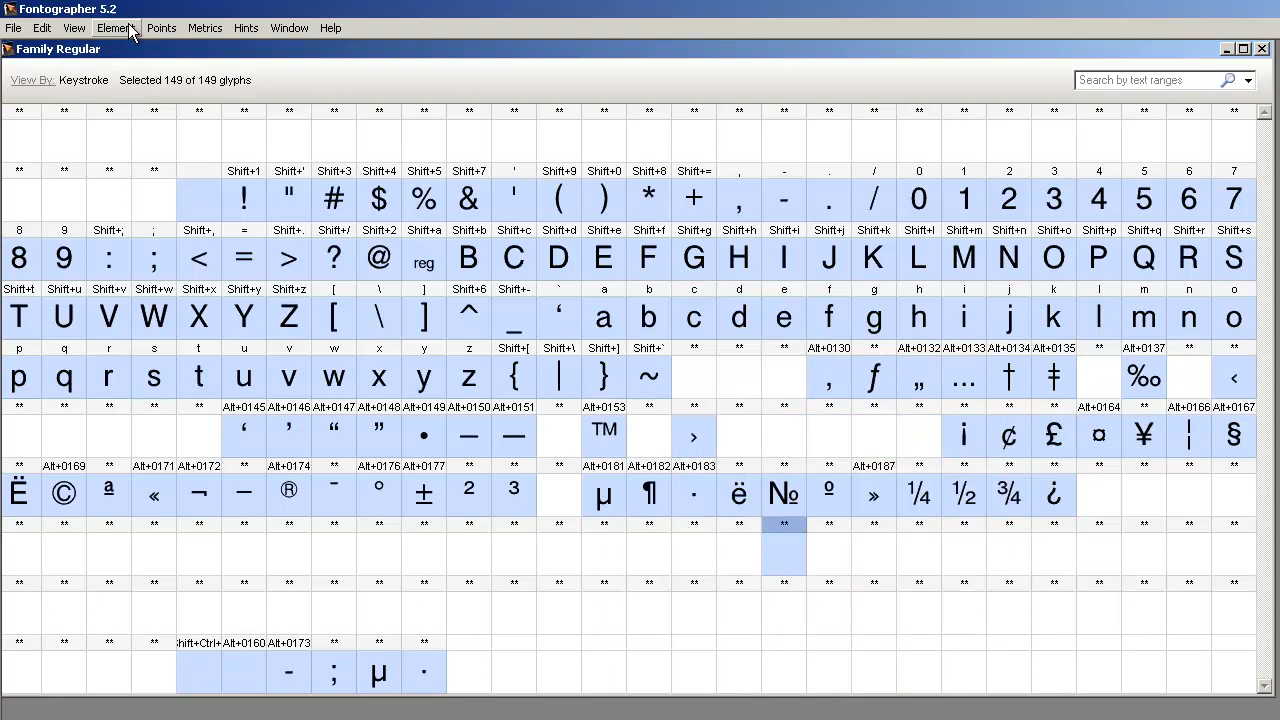 Fontographer 5.2
File Edit View Element Points Metrics Hints Window Help
Family Regular
View By: Keystroke Selected 149 of 149 glyphs Search by text ranges
** ** ** ** ** ** ** ** ** ** ** ** ** ** ** ** ** ** ** ** ** ** ** ** ** ** ** **
** ** ** ** Shift+1 Shift+' Shift+3 Shift+4 Shift+5 Shift+7 ' Shift+9 Shift+0 Shift+8 Shift+= , - . / 0 1 2 3 4 5 6 7
! " # $ % & ' ( ) * + , - . / 0 1 2 3 4 5 6 7
8 9 Shift+; ; Shift+, = Shift+. Shift+/ Shift+2 Shift+a Shift+b Shift+c Shift+d Shift+e Shift+f Shift+g Shift+h Shift+i Shift+j Shift+k Shift+l Shift+m Shift+n Shift+o Shift+p Shift+q Shift+r Shift+s
8 9 : ; < = > ? @ reg B C D E F G H I J K L M N O P Q R S
Shift+t Shift+u Shift+v Shift+w Shift+x Shift+y Shift+z [ \ ] Shift+6 Shift+- ` a b c d e f g h i j k l m n o
T U V W X Y Z [ \ ] ^ _ ‘ a b c d e f g h i j k l m n o
p q r s t u v w x y z Shift+[ Shift+\ Shift+] Shift+` ** ** ** Alt+0130 ** Alt+0132 Alt+0133 Alt+0134 Alt+0135 ** Alt+0137 ** **
p q r s t u v w x y z { | } ~ , ƒ „ … † ‡ ‰ ‹
** ** ** ** ** Alt+0145 Alt+0146 Alt+0147 Alt+0148 Alt+0149 Alt+0150 Alt+0151 ** Alt+0153 ** ** ** ** ** ** ** ** ** ** Alt+0164 ** Alt+0166 Alt+0167
‘ ’ “ ” • – — ™ › ¡ ¢ £ ¤ ¥ ¦ §
** Alt+0169 ** Alt+0171 Alt+0172 ** Alt+0174 ** Alt+0176 Alt+0177 ** ** ** Alt+0181 Alt+0182 ** ** ** ** Alt+0187 ** ** ** ** ** ** **
Ё © ª « ¬ – ® ¯ ° ± ² ³ µ ¶ · ё № º » ¼ ½ ¾ ¿
** ** ** ** ** ** ** ** ** ** ** ** ** ** ** ** ** ** ** ** ** ** ** ** ** ** ** **
** ** ** ** ** ** ** ** ** ** ** ** ** ** ** ** ** ** ** ** ** ** ** ** ** ** ** **
** ** ** ** Alt+0160 Alt+0173 ** ** **
- ; µ ·